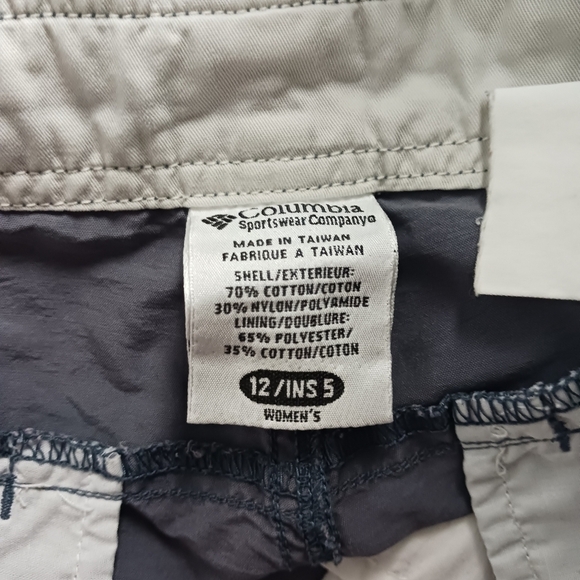 Columbia
Sportswear Company®
MADE IN TAIWAN
FABRIQUE A TAIWAN
SHELL/EXTERIEUR:
70% COTTON/COTON
30% NYLON/POLYAMIDE
LINING/DOUBLURE:
65% POLYESTER/
35% COTTON/COTON
12/INS 5
WOMEN'S